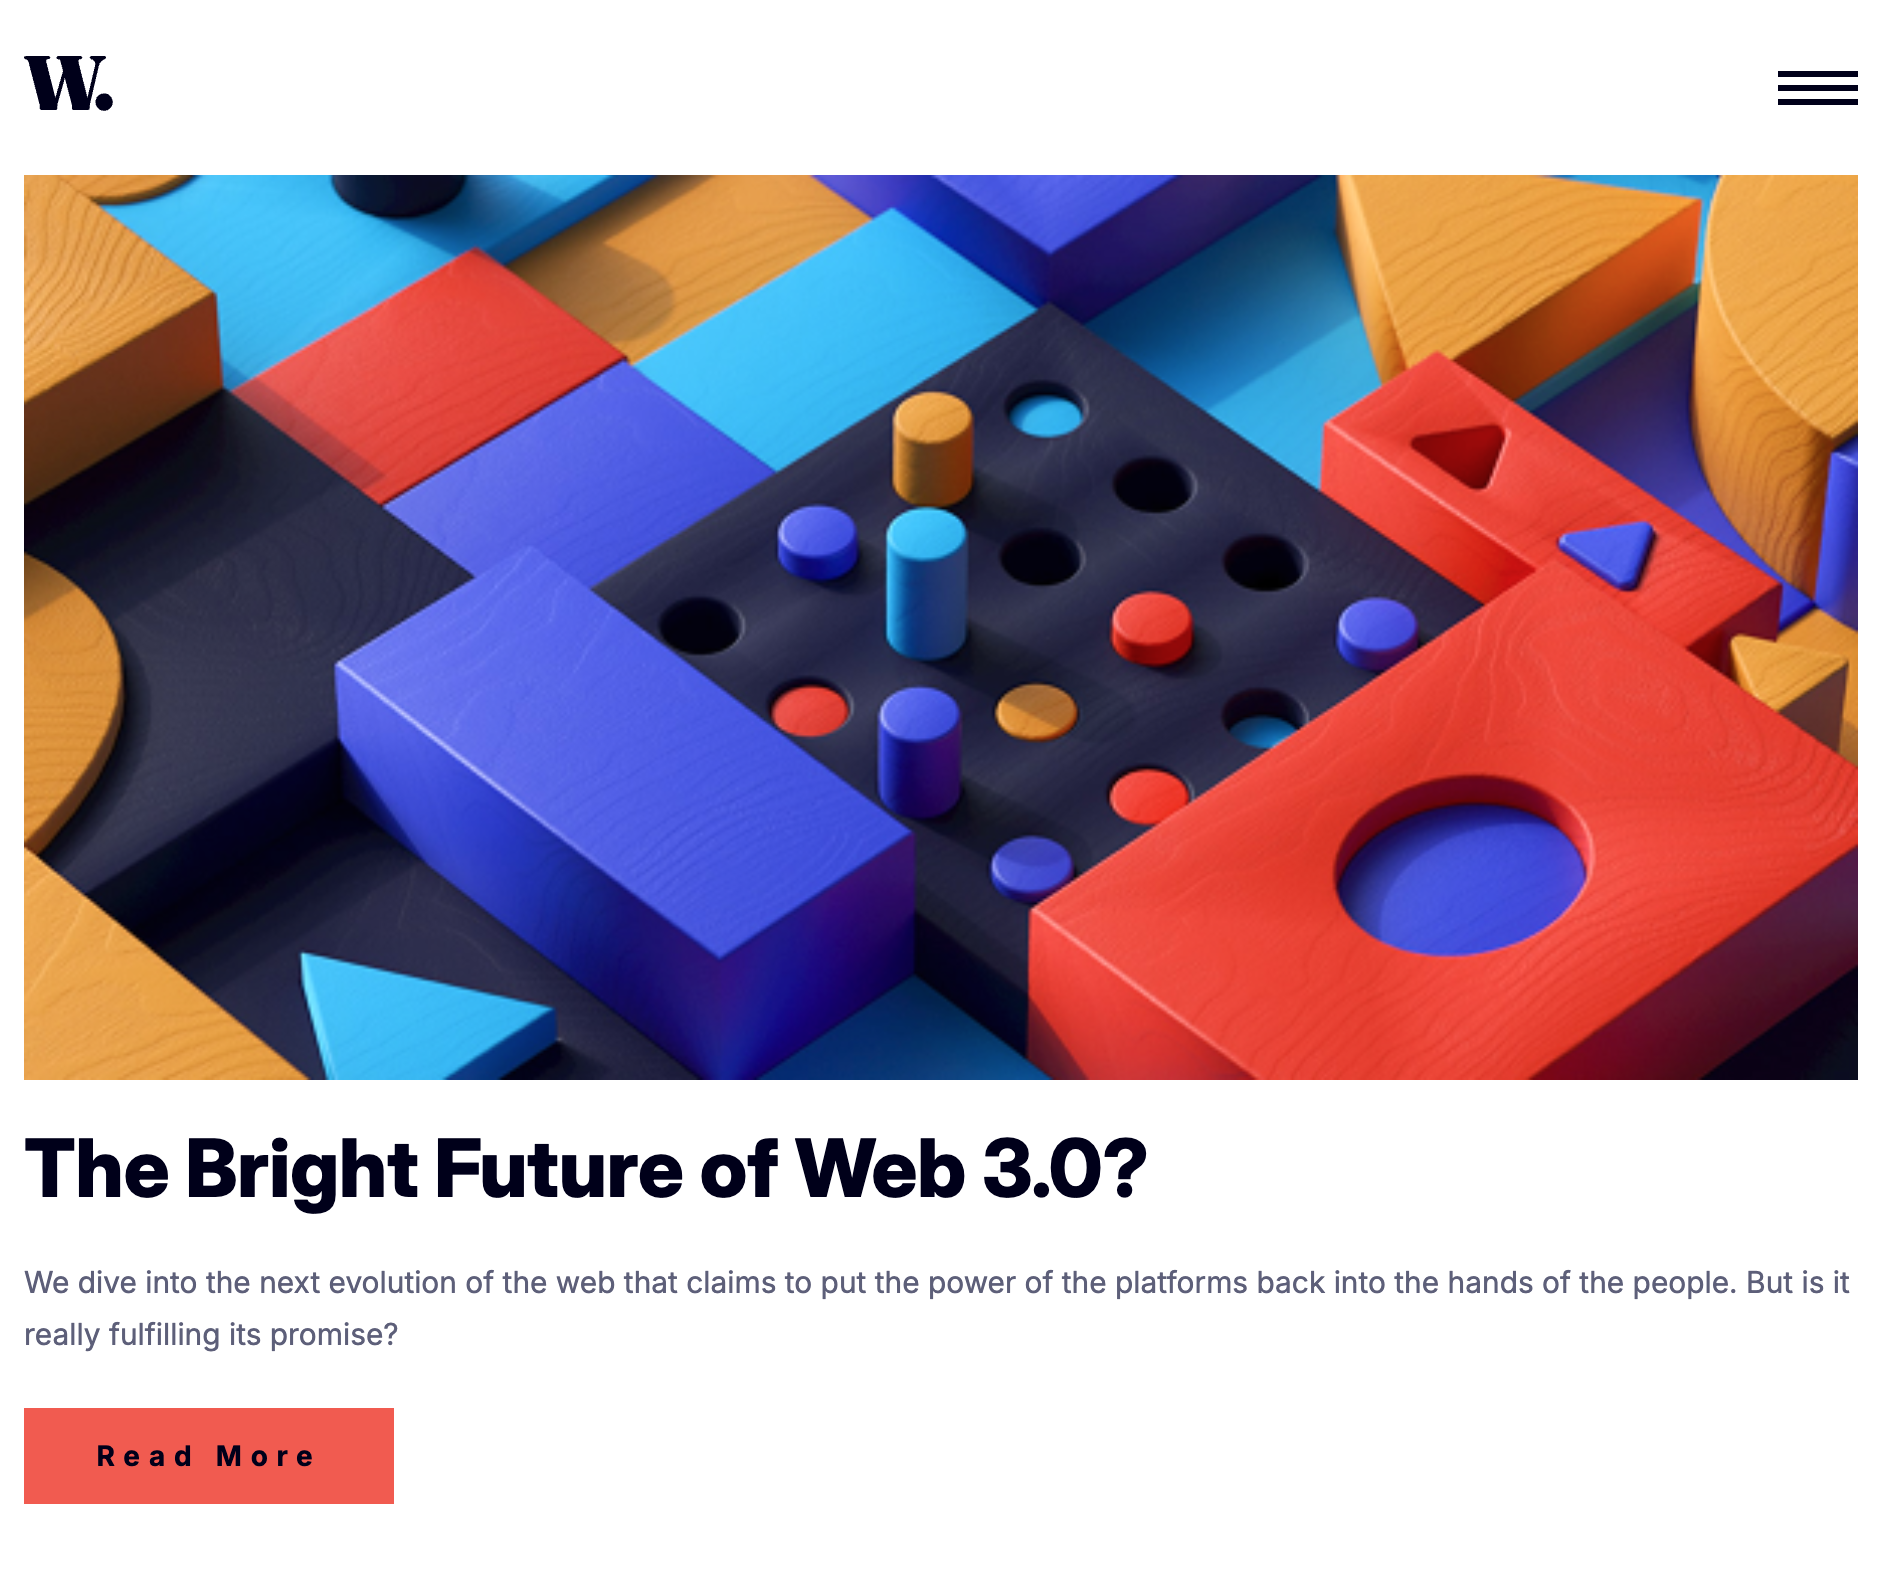 W.
The Bright Future of Web 3.0?
We dive into the next evolution of the web that claims to put the power of the platforms back into the hands of the people. But is it
really fulfilling its promise?
Read More